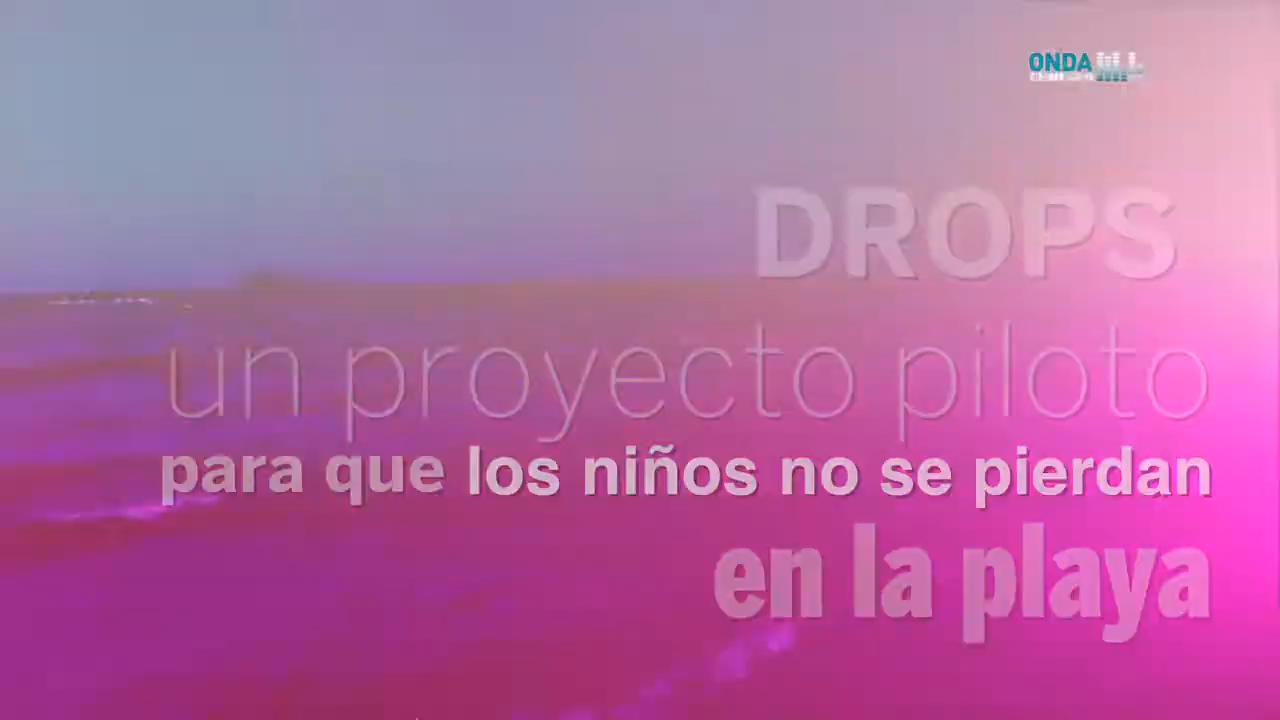 ONDA
DROPS
un proyecto piloto
para que los niños no se pierdan
en la playa